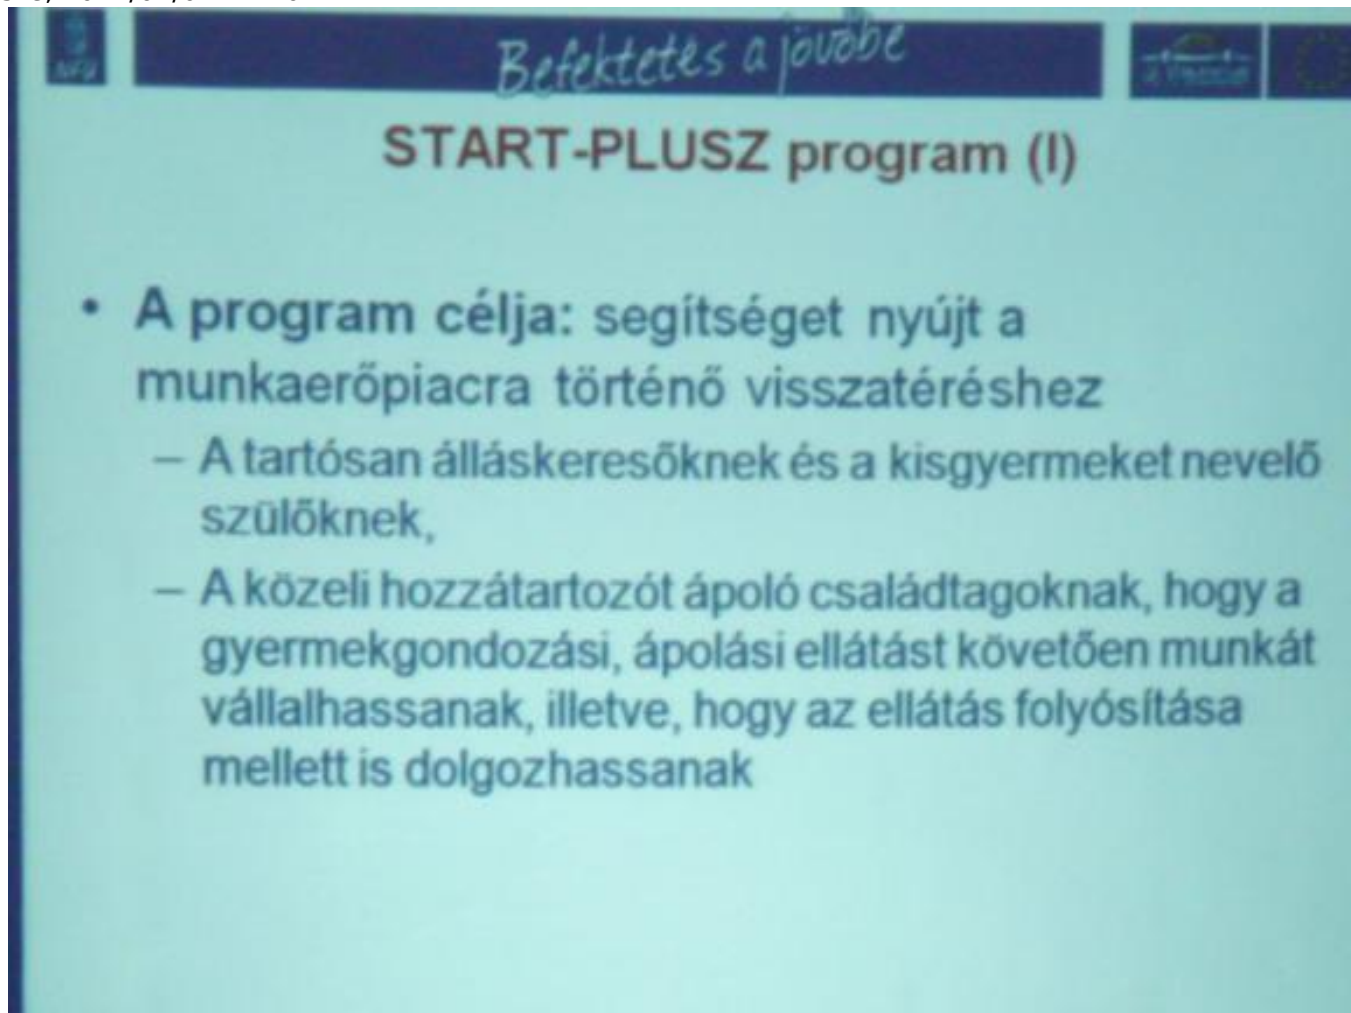 NFÜ
Befektetés a jövőbe
START-PLUSZ program (I)
• A program célja: segítséget nyújt a
munkaerőpiacra történő visszatéréshez
– A tartósan álláskeresőknek és a kisgyermeket nevelő
szülőknek,
– A közeli hozzátartozót ápoló családtagoknak, hogy a
gyermekgondozási, ápolási ellátást követően munkát
vállalhassanak, illetve, hogy az ellátás folyósítása
mellett is dolgozhassanak